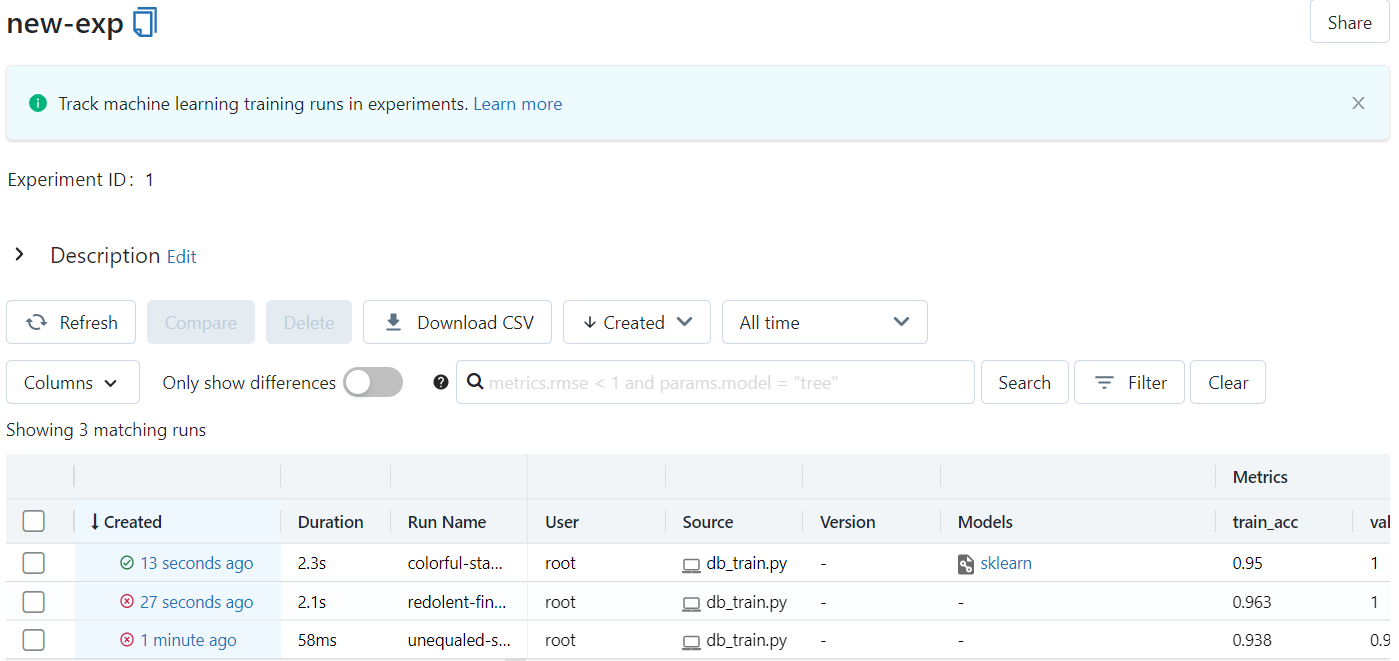 new-exp
Share
Track machine learning training runs in experiments. Learn more
Experiment ID: 1
Description Edit
Refresh Compare Delete Download CSV Created All time
Columns Only show differences metrics.rmse < 1 and params.model = "tree" Search Filter Clear
Showing 3 matching runs
Metrics
Created Duration Run Name User Source Version Models train_acc val
13 seconds ago 2.3s colorful-sta... root db_train.py - sklearn 0.95 1
27 seconds ago 2.1s redolent-fin... root db_train.py - - 0.963 1
1 minute ago 58ms unequaled-s... root db_train.py - - 0.938 0.9